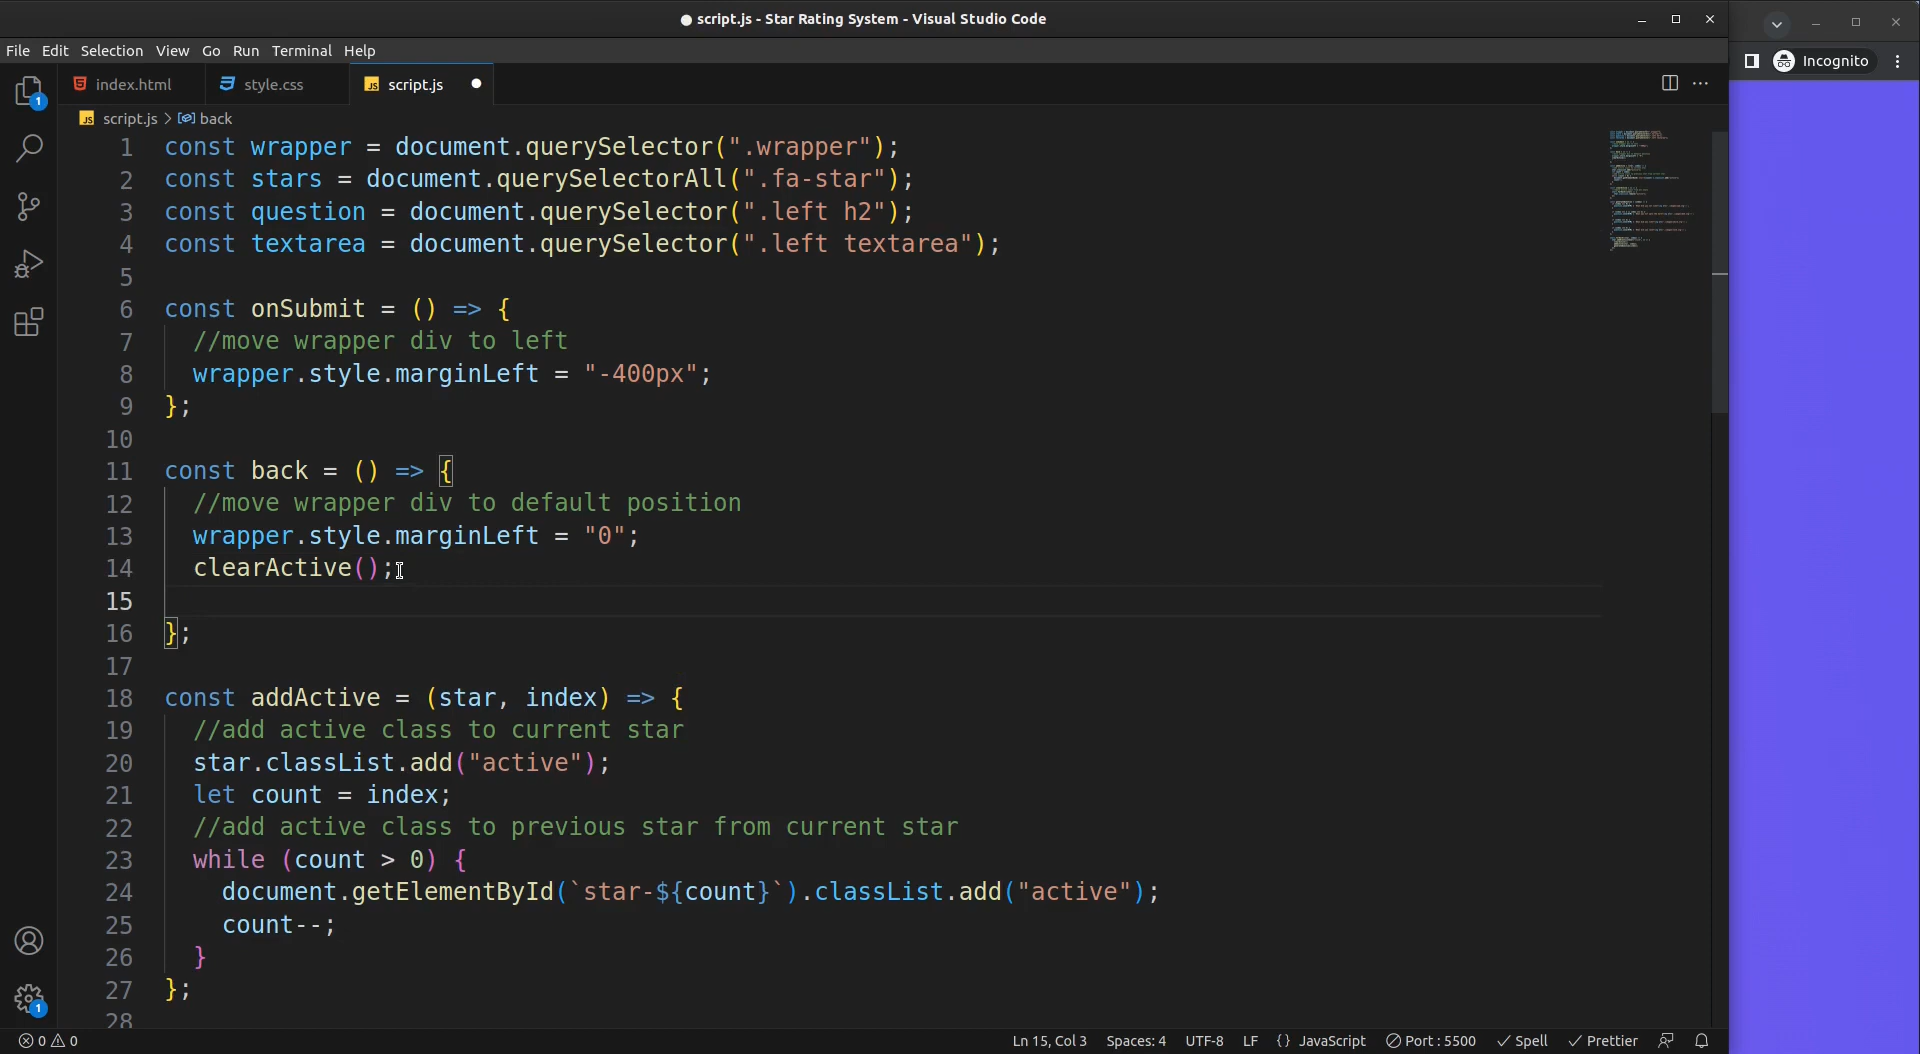 script.js - Star Rating System - Visual Studio Code
File Edit Selection View Go Run Terminal Help
Incognito
index.html style.css script.js
script.js > back
1 const wrapper = document.querySelector(".wrapper");
2 const stars = document.querySelectorAll(".fa-star");
3 const question = document.querySelector(".left h2");
4 const textarea = document.querySelector(".left textarea");
5
6 const onSubmit = () => {
7 //move wrapper div to left
8 wrapper.style.marginLeft = "-400px";
9 };
10
11 const back = () => {
12 //move wrapper div to default position
13 wrapper.style.marginLeft = "0";
14 clearActive();
15
16 };
17
18 const addActive = (star, index) => {
19 //add active class to current star
20 star.classList.add("active");
21 let count = index;
22 //add active class to previous star from current star
23 while (count > 0) {
24 document.getElementById(`star-${count}`).classList.add("active");
25 count--;
26 }
27 };
28
1
1
0 0 Ln 15, Col 3 Spaces: 4 UTF-8 LF {} JavaScript Port : 5500 Spell Prettier